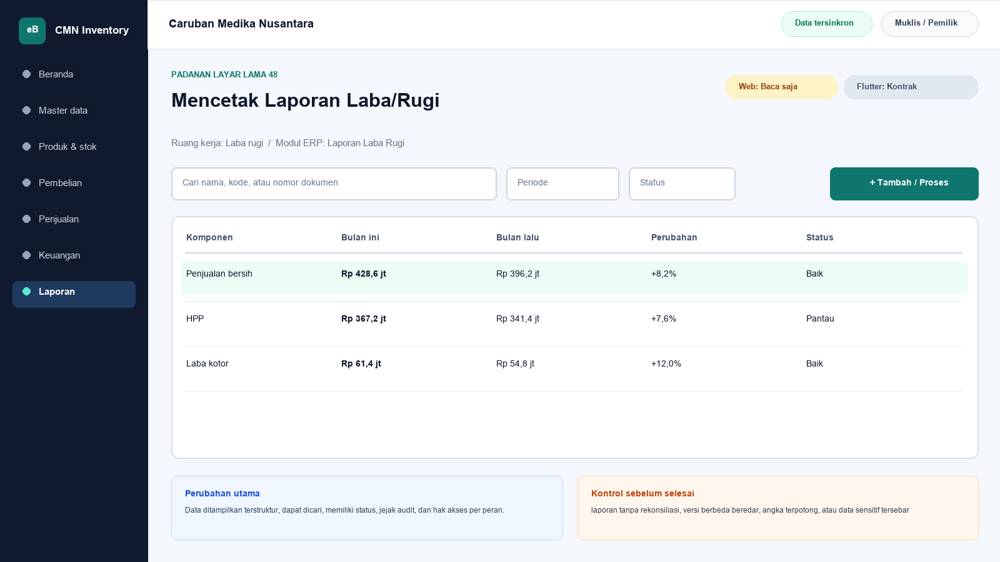 eB
CMN Inventory
Beranda
Master data
Produk & stok
Pembelian
Penjualan
Keuangan
Laporan
Caruban Medika Nusantara
Data tersinkron
Muklis / Pemilik
PADANAN LAYAR LAMA 48
Mencetak Laporan Laba/Rugi
Web: Baca saja
Flutter: Kontrak
Ruang kerja: Laba rugi / Modul ERP: Laporan Laba Rugi
Cari nama, kode, atau nomor dokumen
Periode
Status
+ Tambah / Proses
Komponen Bulan ini Bulan lalu Perubahan Status
Penjualan bersih Rp 428,6 jt Rp 396,2 jt +8,2% Baik
HPP Rp 367,2 jt Rp 341,4 jt +7,6% Pantau
Laba kotor Rp 61,4 jt Rp 54,8 jt +12,0% Baik
Perubahan utama
Data ditampilkan terstruktur, dapat dicari, memiliki status, jejak audit, dan hak akses per peran.
Kontrol sebelum selesai
laporan tanpa rekonsiliasi, versi berbeda beredar, angka terpotong, atau data sensitif tersebar